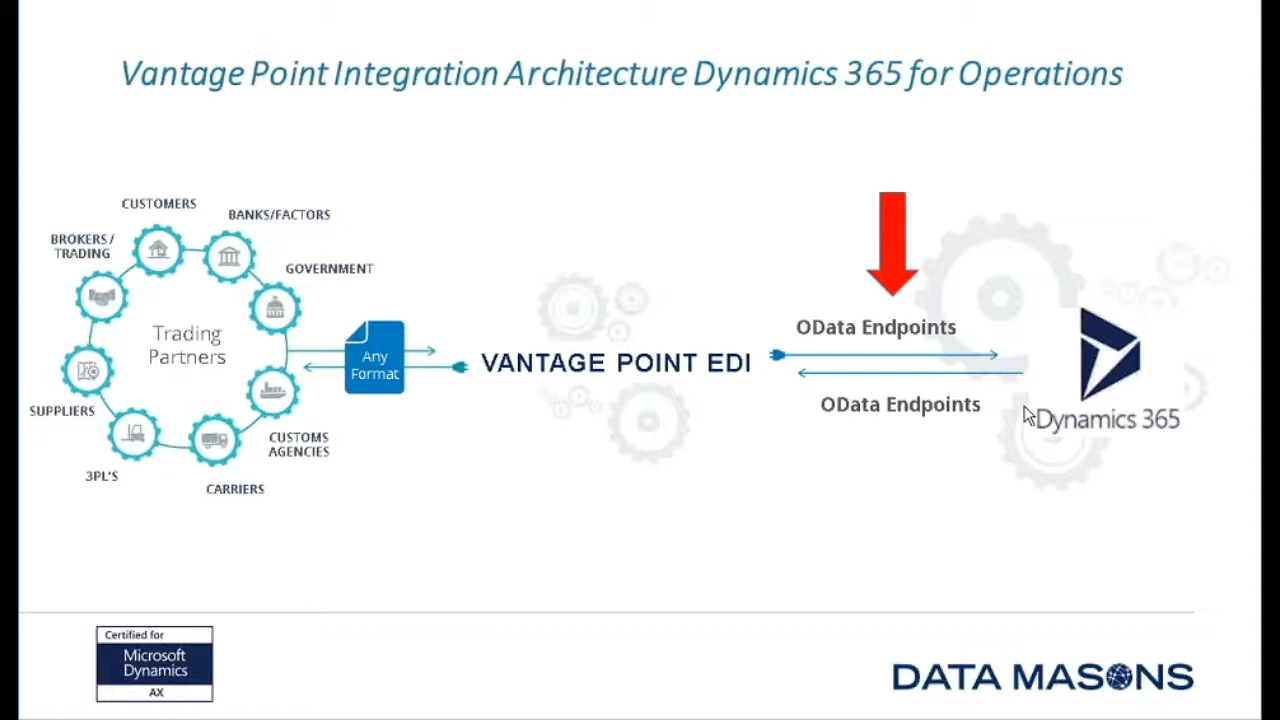 Vantage Point Integration Architecture Dynamics 365 for Operations
CUSTOMERS
BANKS/FACTORS
BROKERS/
TRADING
GOVERNMENT
Trading
Partners
Any
Format
SUPPLIERS
CUSTOMS
AGENCIES
3PL'S
CARRIERS
VANTAGE POINT EDI
OData Endpoints
OData Endpoints
Dynamics 365
Certified for
Microsoft
Dynamics
AX
DATA MASONS